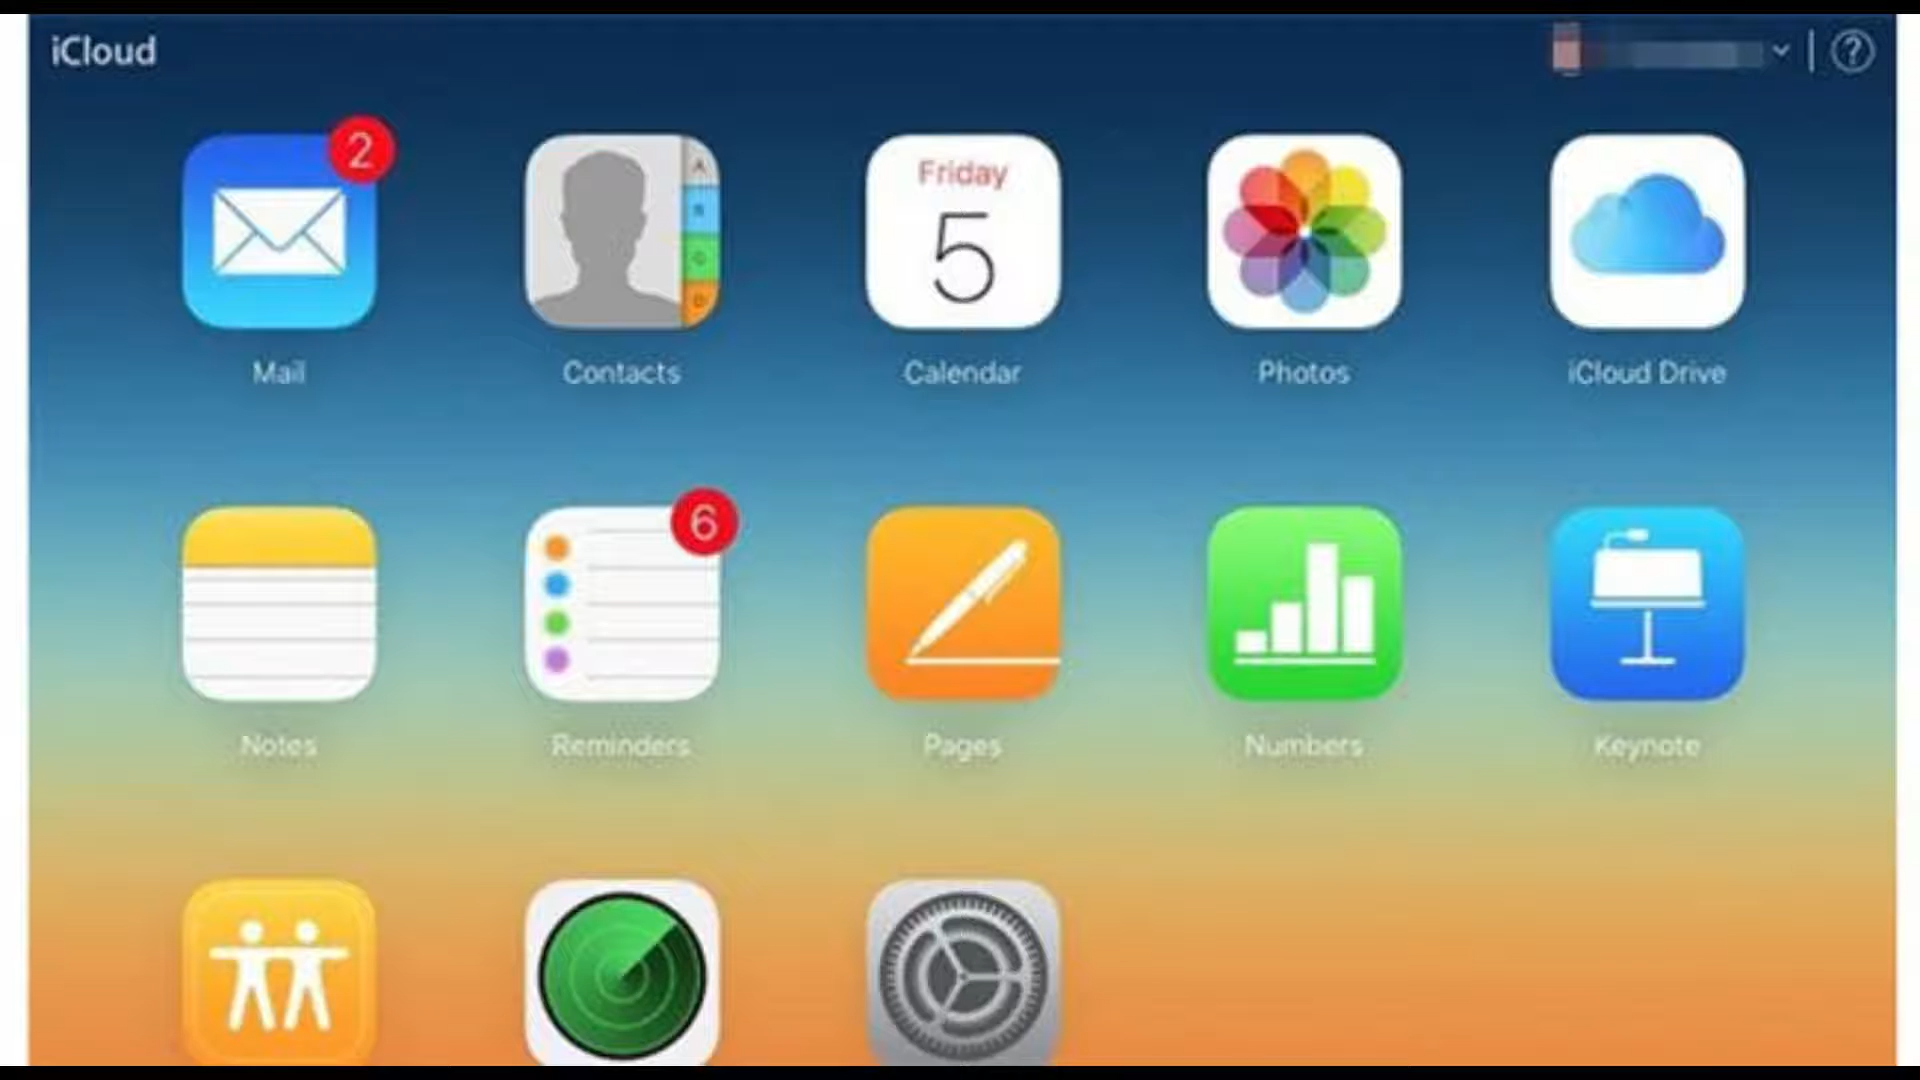 iCloud
?
2
A
B
C
D
Friday
5
Mail
Contacts
Calendar
Photos
iCloud Drive
6
Notes
Reminders
Pages
Numbers
Keynote